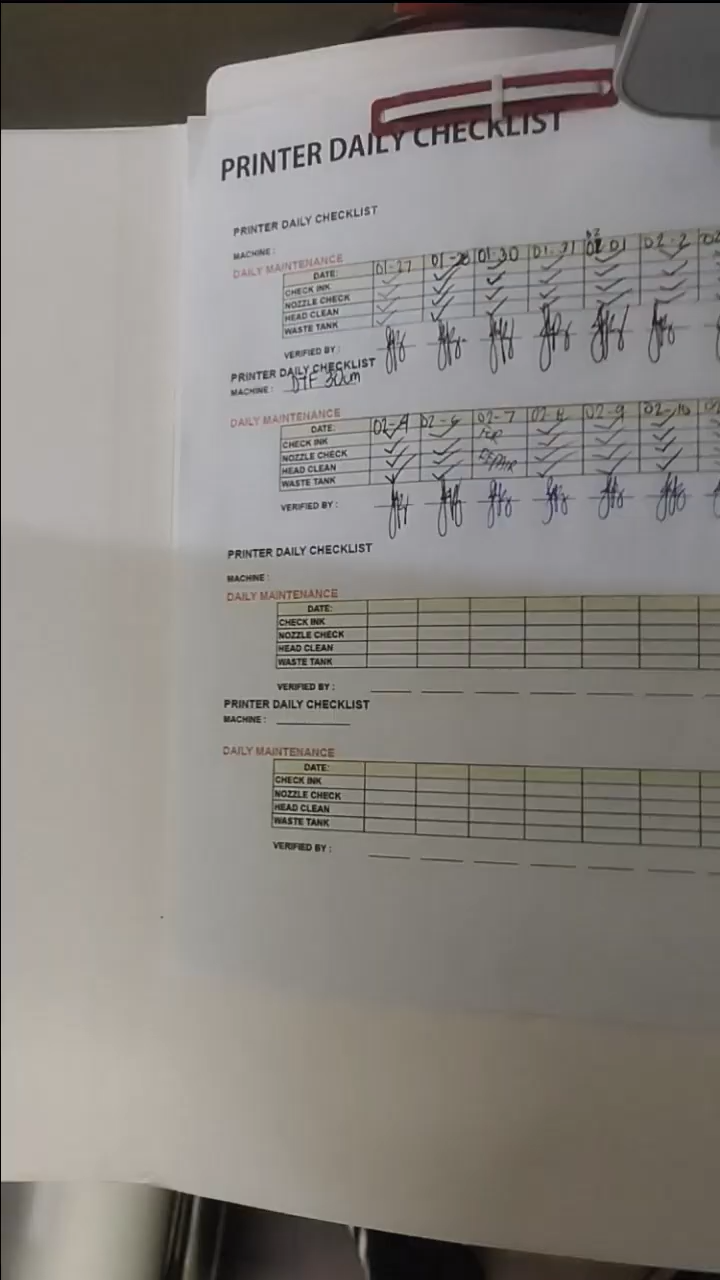 PRINTER DAILY CHECKLIST
PRINTER DAILY CHECKLIST
MACHINE :
DAILY MAINTENANCE
DATE: 01-27 01-28 01-30 01-31 02 01 02-2
CHECK INK
NOZZLE CHECK
HEAD CLEAN
WASTE TANK
VERIFIED BY :
PRINTER DAILY CHECKLIST
MACHINE : DTF 30cm
DAILY MAINTENANCE
DATE: 02-4 02-6 02-7 02-8 02-9 02-10
CHECK INK FOR
NOZZLE CHECK
HEAD CLEAN REPAIR
WASTE TANK
VERIFIED BY :
PRINTER DAILY CHECKLIST
MACHINE :
DAILY MAINTENANCE
DATE:
CHECK INK
NOZZLE CHECK
HEAD CLEAN
WASTE TANK
VERIFIED BY :
PRINTER DAILY CHECKLIST
MACHINE :
DAILY MAINTENANCE
DATE:
CHECK INK
NOZZLE CHECK
HEAD CLEAN
WASTE TANK
VERIFIED BY :